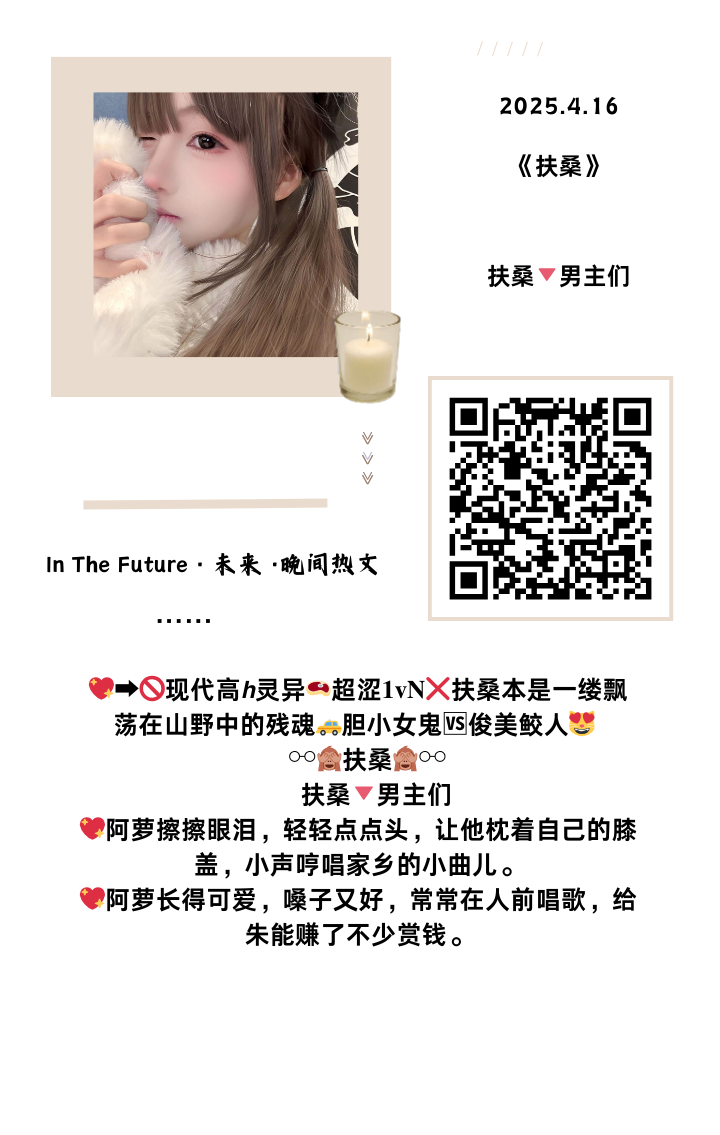 2025.4.16
《扶桑》
扶桑🔻男主们
In The Future · 未来 ·晚间热文
······
💖➡🚫现代高h灵异👄超涩1vN❌扶桑本是一缕飘
荡在山野中的残魂🚕胆小女鬼🆚俊美鲛人😍
扶桑
扶桑🔻男主们
💖阿萝擦擦眼泪，轻轻点点头，让他枕着自己的膝
盖，小声哼唱家乡的小曲儿。
💖阿萝长得可爱，嗓子又好，常常在人前唱歌，给
朱能赚了不少赏钱。